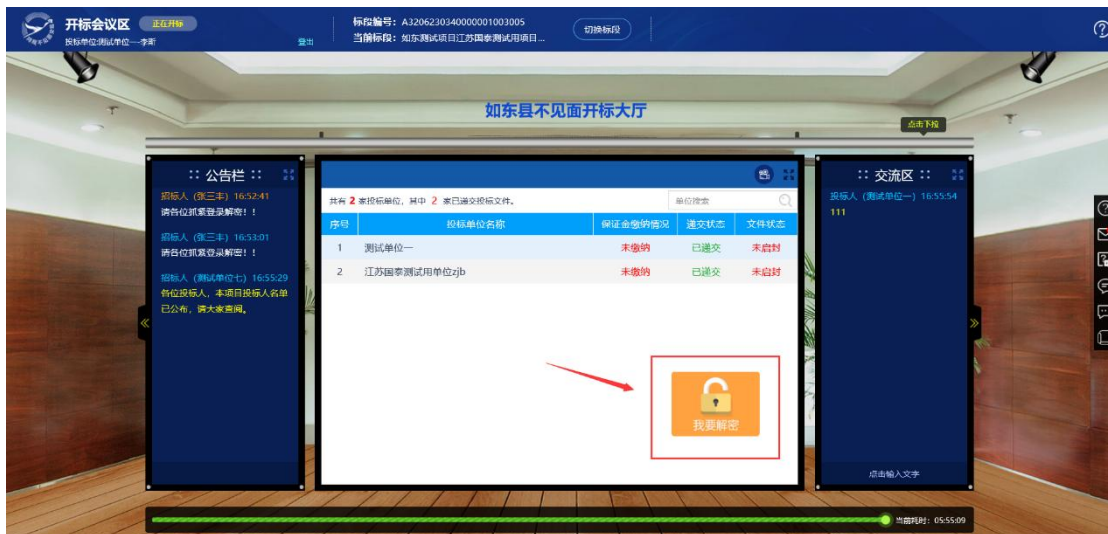 开标会议区 正在开标
投标单位:测试单位一--李新 登出
标段编号：A3206230340000001003005
当前标段：如东测试项目江苏国泰测试用项目...
切换标段
如东县不见面开标大厅
点击下拉
:: 公告栏 ::
招标人（张三丰）16:52:41
请各位抓紧登录解密！！
招标人（张三丰）16:53:01
请各位抓紧登录解密！！
招标人（测试单位七）16:55:29
各位投标人，本项目投标人名单
已公布，请大家查阅。
共有 2 家投标单位，其中 2 家已递交投标文件。 单位搜索
序号 投标单位名称 保证金缴纳情况 递交状态 文件状态
1 测试单位一 未缴纳 已递交 未启封
2 江苏国泰测试用单位zjb 未缴纳 已递交 未启封
我要解密
:: 交流区 ::
投标人（测试单位一）16:55:54
111
点击输入文字
当前耗时：05:55:09